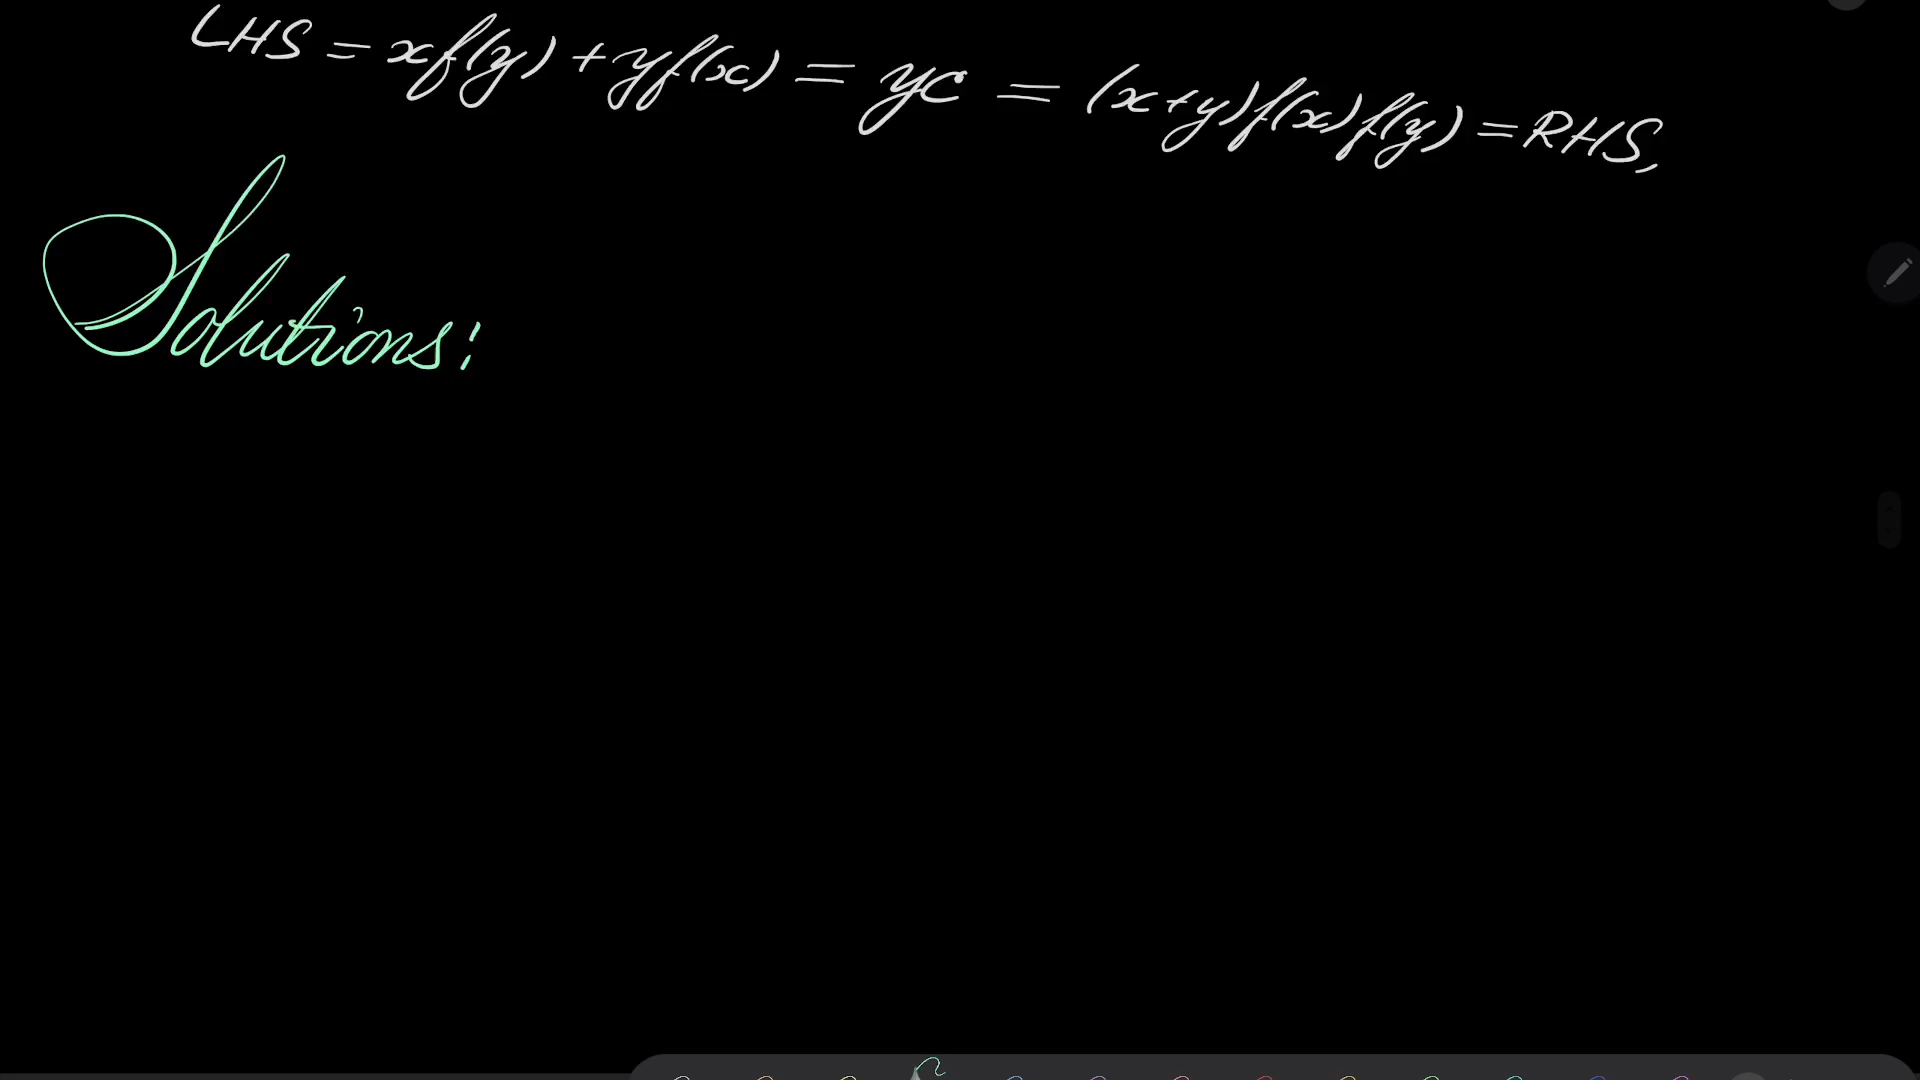 LHS = xf(y) + yf(x) = yc = (x+y)f(x)f(y) = RHS,
Solutions: